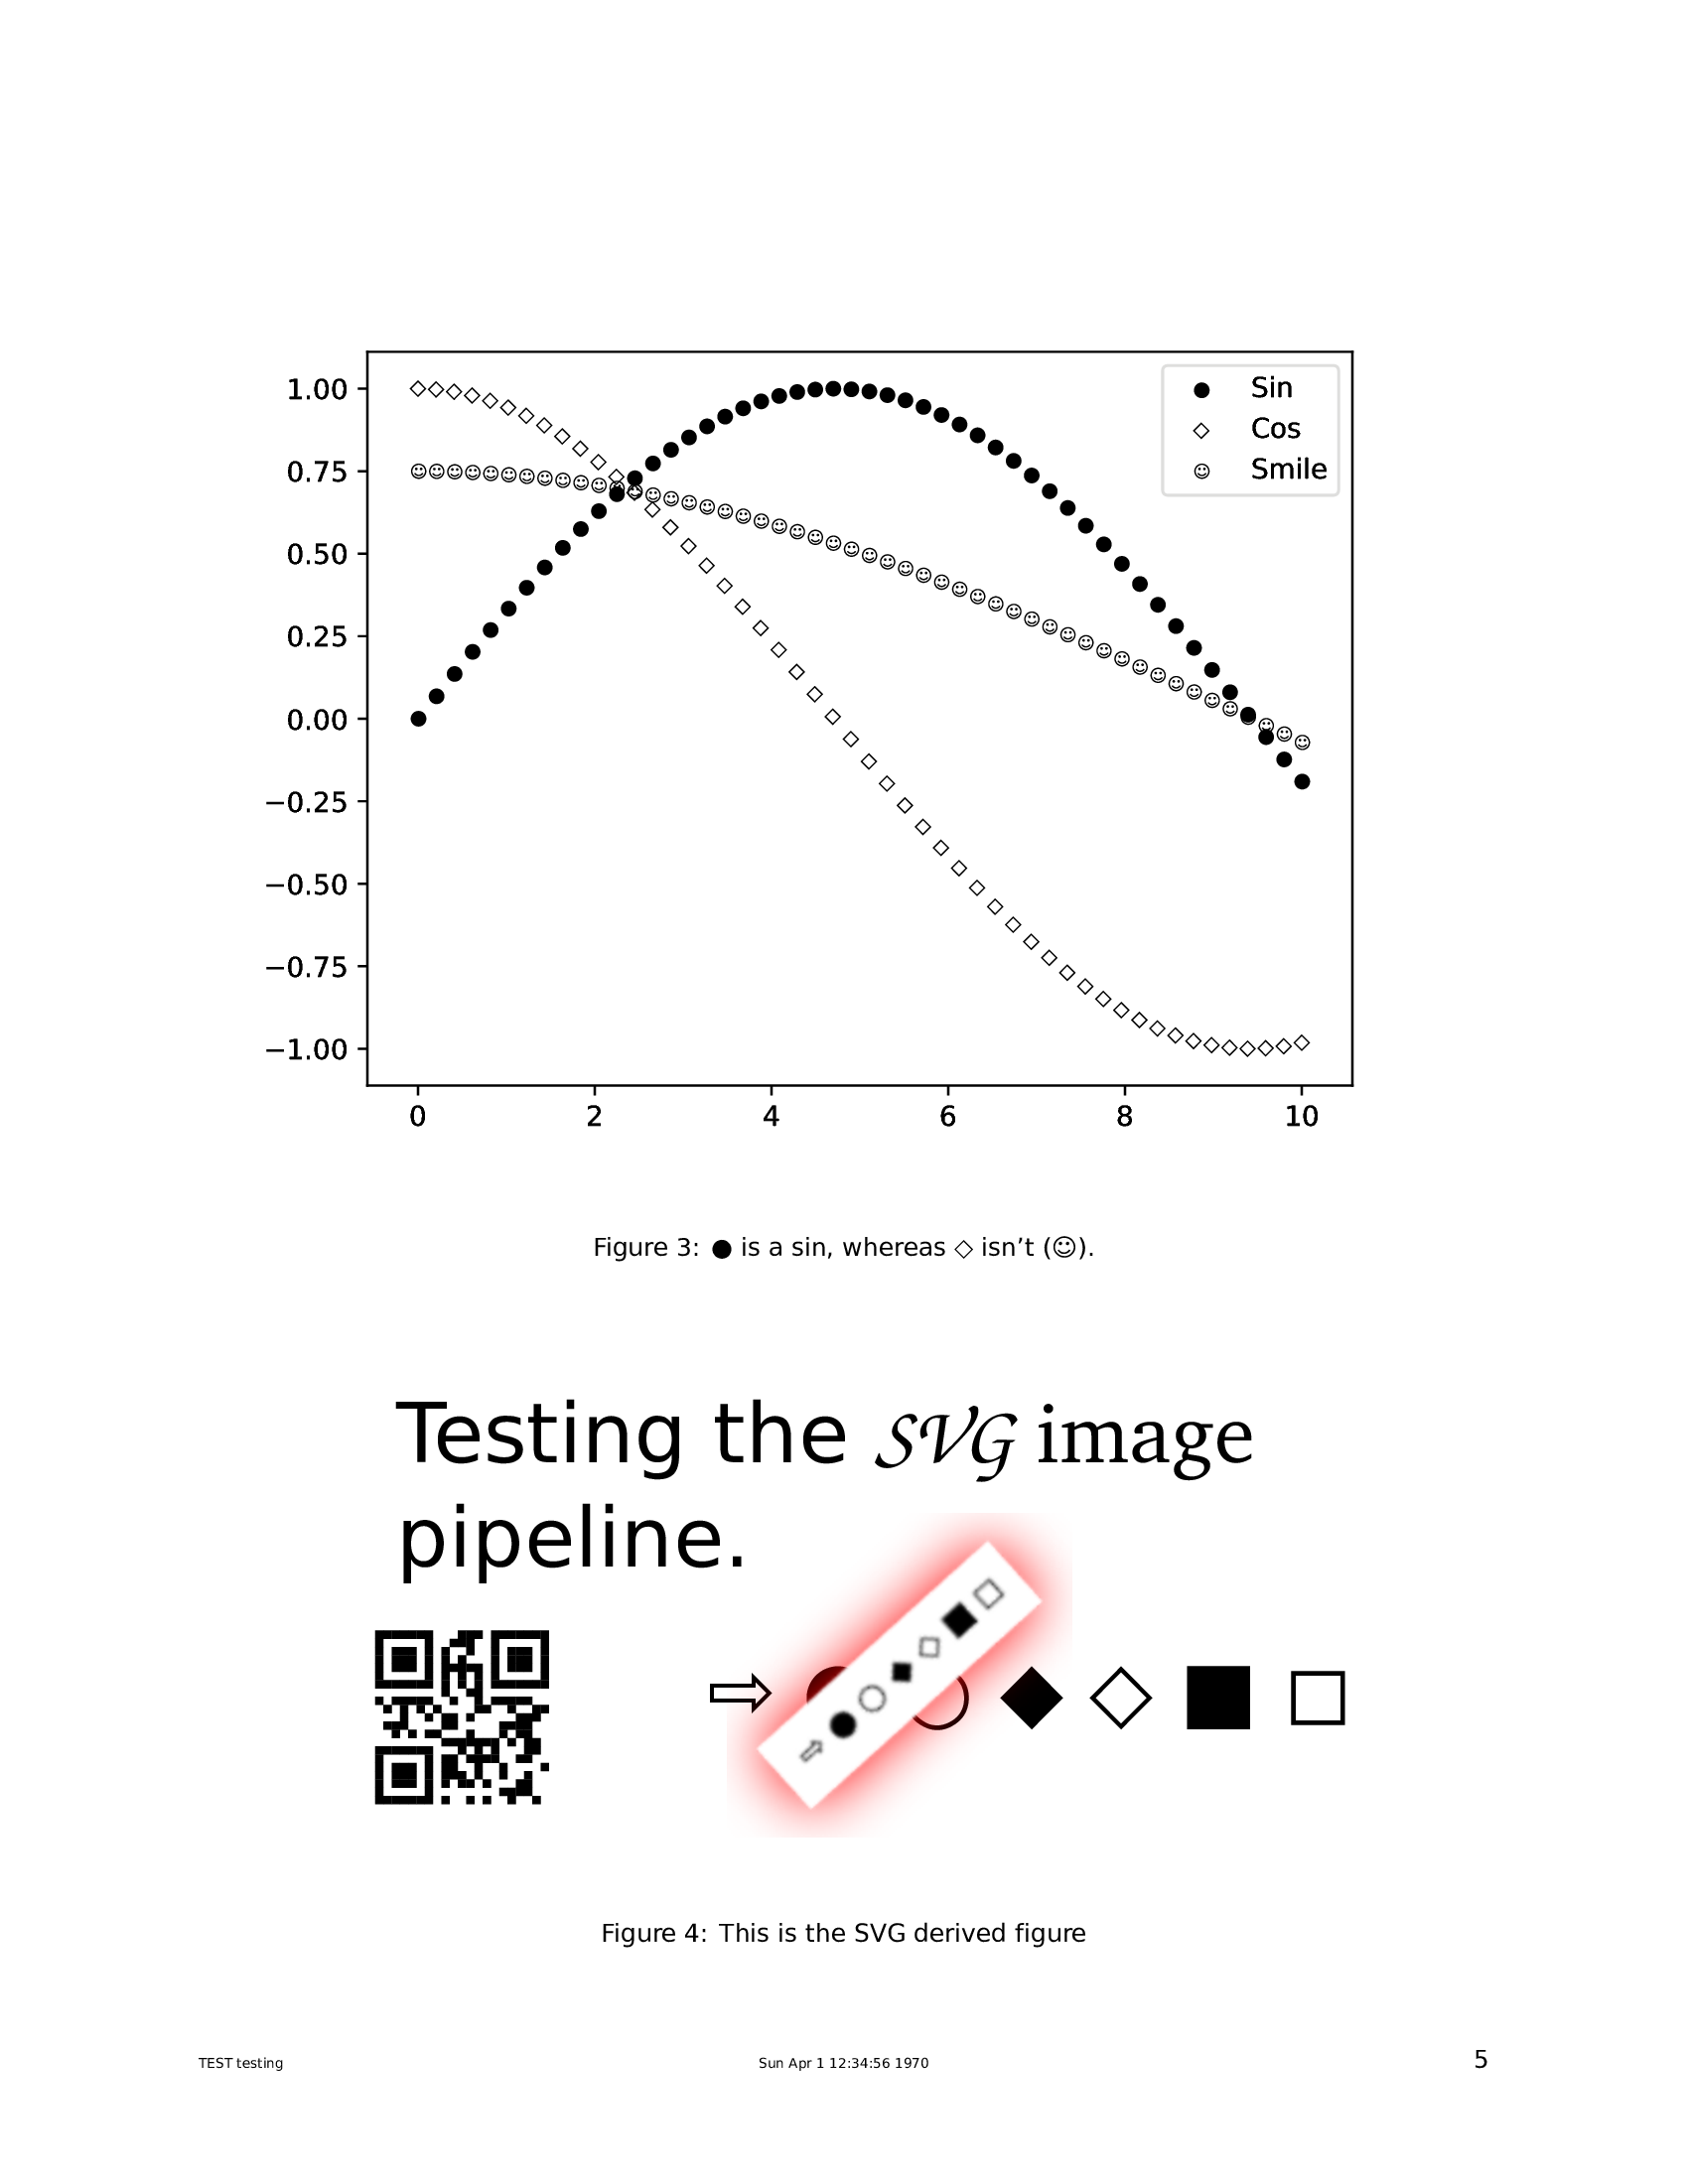 1.00
0.75
0.50
0.25
0.00
−0.25
−0.50
−0.75
−1.00
0 2 4 6 8 10
Sin
Cos
Smile
Figure 3: ● is a sin, whereas ◇ isn’t (☺).
Testing the 𝒮𝒱𝒢 image
pipeline.
⇨ ● ○ ◆ ◇ ■ □
⇨ ● ○ ◆ ◇ ■ □
Figure 4: This is the SVG derived figure
TEST testing Sun Apr 1 12:34:56 1970 5